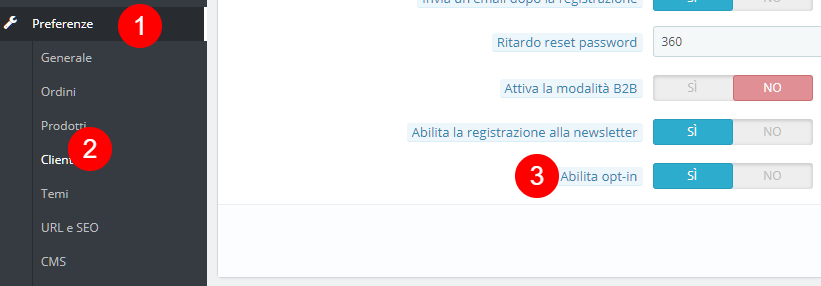 Preferenze
1
Generale
Ordini
Prodotti
2
Clienti
Temi
URL e SEO
CMS
Invia un'email dopo la registrazione SÌ NO
Ritardo reset password 360
Attiva la modalità B2B SÌ NO
Abilita la registrazione alla newsletter SÌ NO
3 Abilita opt-in SÌ NO